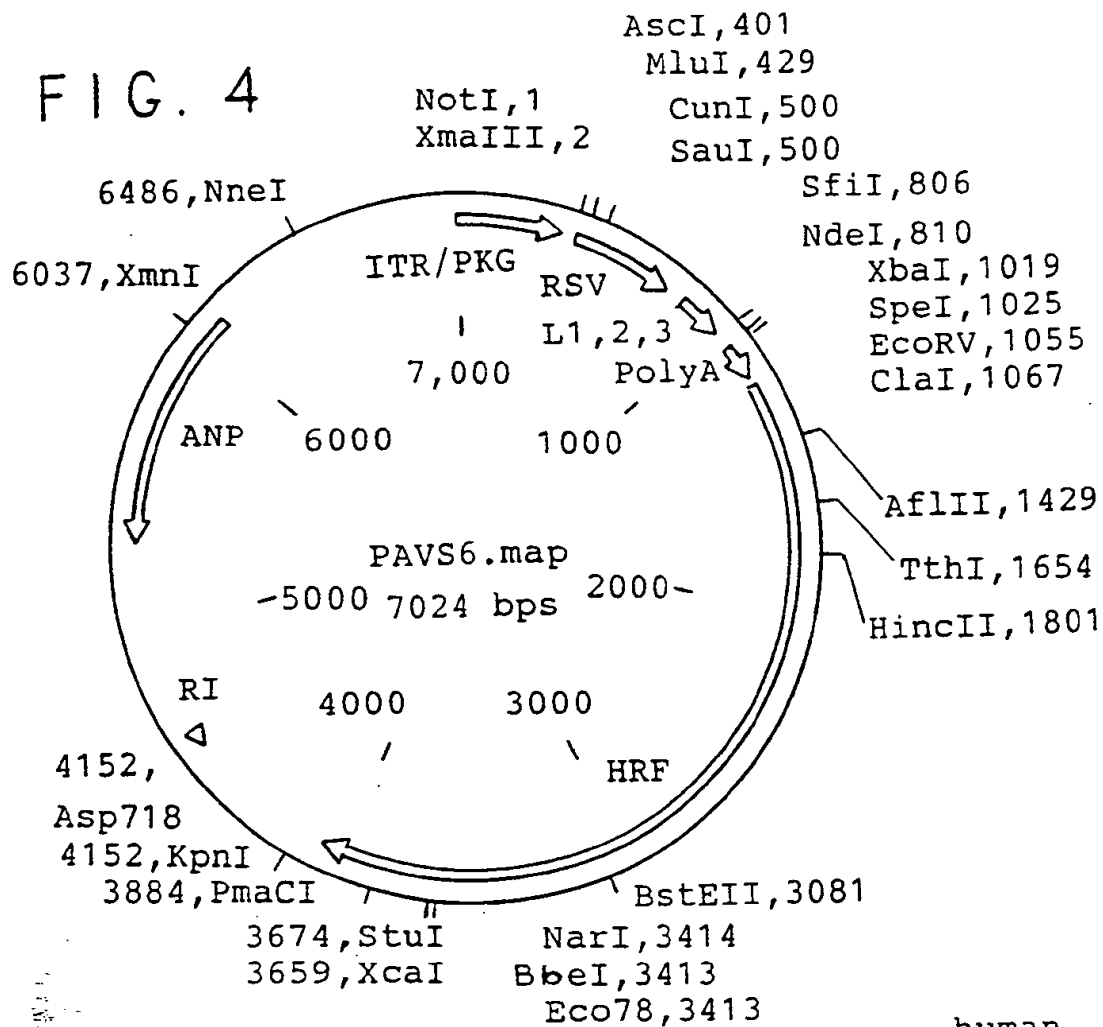 FIG. 4
NotI,1
XmaIII,2
AscI,401
MluI,429
CunI,500
SauI,500
SfiI,806
NdeI,810
XbaI,1019
SpeI,1025
EcoRV,1055
ClaI,1067
6486,NneI
6037,XmnI
ITR/PKG
RSV
L1,2,3
PolyA
7,000
1000
6000
ANP
AflII,1429
TthI,1654
HincII,1801
PAVS6.map
7024 bps
5000
2000
4000
3000
RI
HRF
4152,
Asp718
4152,KpnI
3884,PmaCI
3674,StuI
3659,XcaI
BstEII,3081
NarI,3414
BbeI,3413
Eco78,3413
human